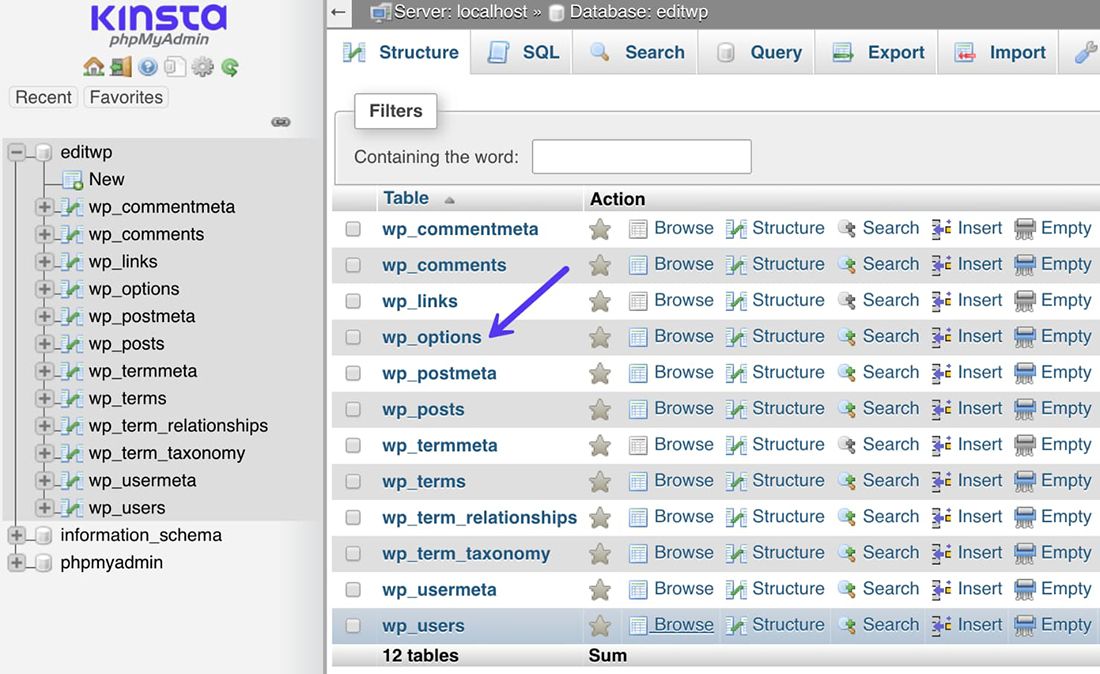 KINSTA
phpMyAdmin
Recent Favorites
editwp
New
wp_commentmeta
wp_comments
wp_links
wp_options
wp_postmeta
wp_posts
wp_termmeta
wp_terms
wp_term_relationships
wp_term_taxonomy
wp_usermeta
wp_users
information_schema
phpmyadmin
Server: localhost » Database: editwp
Structure SQL Search Query Export Import
Filters
Containing the word:
Table Action
wp_commentmeta Browse Structure Search Insert Empty
wp_comments Browse Structure Search Insert Empty
wp_links Browse Structure Search Insert Empty
wp_options Browse Structure Search Insert Empty
wp_postmeta Browse Structure Search Insert Empty
wp_posts Browse Structure Search Insert Empty
wp_termmeta Browse Structure Search Insert Empty
wp_terms Browse Structure Search Insert Empty
wp_term_relationships Browse Structure Search Insert Empty
wp_term_taxonomy Browse Structure Search Insert Empty
wp_usermeta Browse Structure Search Insert Empty
wp_users Browse Structure Search Insert Empty
12 tables Sum